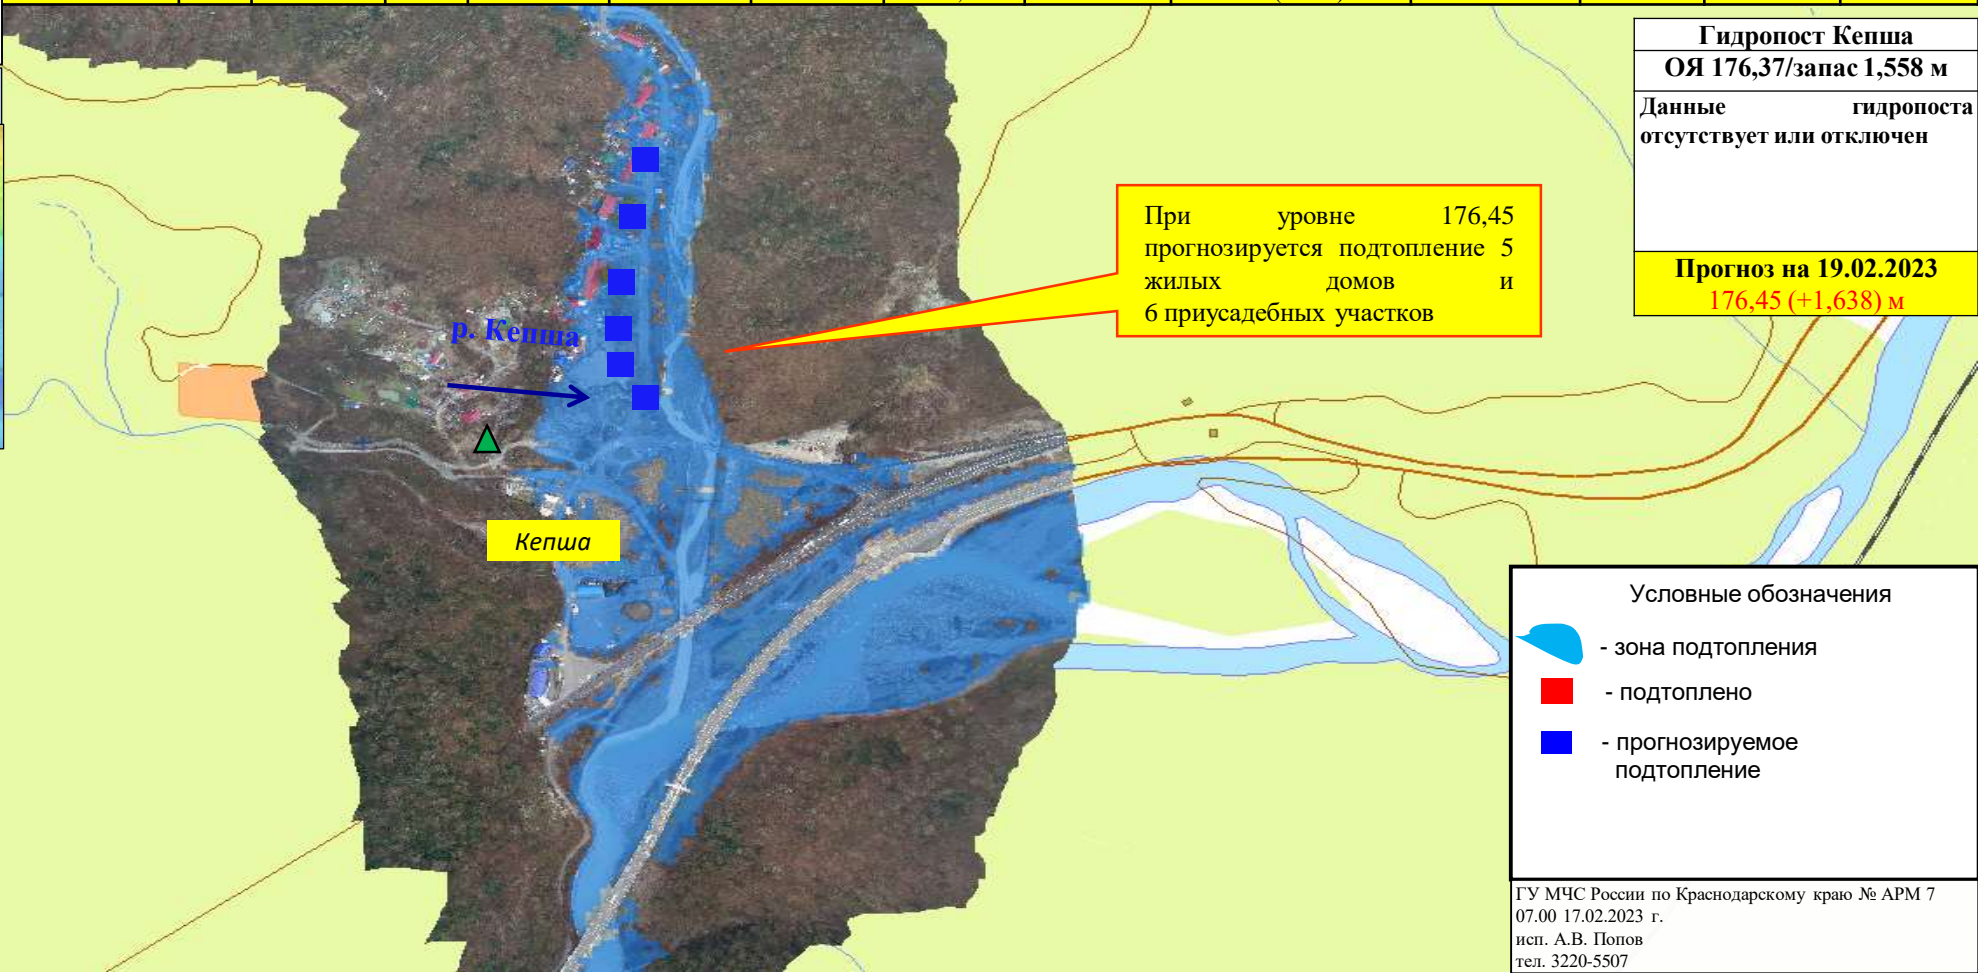 Гидропост Кепша
ОЯ 176,37/запас 1,558 м
Данные гидропоста
отсутствует или отключен
Прогноз на 19.02.2023
176,45 (+1,638) м
При уровне 176,45
прогнозируется подтопление 5
жилых домов и
6 приусадебных участков
р. Кепша
Кепша
Условные обозначения
- зона подтопления
- подтоплено
- прогнозируемое
подтопление
ГУ МЧС России по Краснодарскому краю № АРМ 7
07.00 17.02.2023 г.
исп. А.В. Попов
тел. 3220-5507